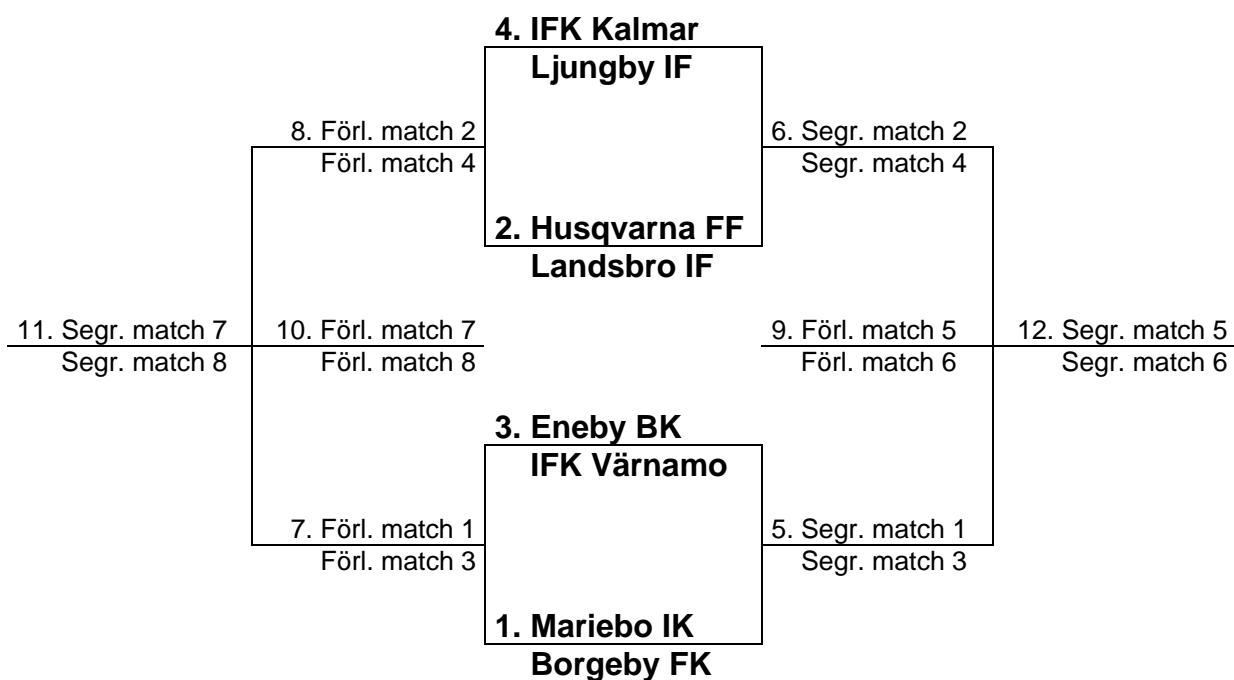 4. IFK Kalmar
Ljungby IF
8. Förl. match 2
Förl. match 4
6. Segr. match 2
Segr. match 4
2. Husqvarna FF
Landsbro IF
11. Segr. match 7
Segr. match 8
10. Förl. match 7
Förl. match 8
9. Förl. match 5
Förl. match 6
12. Segr. match 5
Segr. match 6
3. Eneby BK
IFK Värnamo
7. Förl. match 1
Förl. match 3
5. Segr. match 1
Segr. match 3
1. Mariebo IK
Borgeby FK